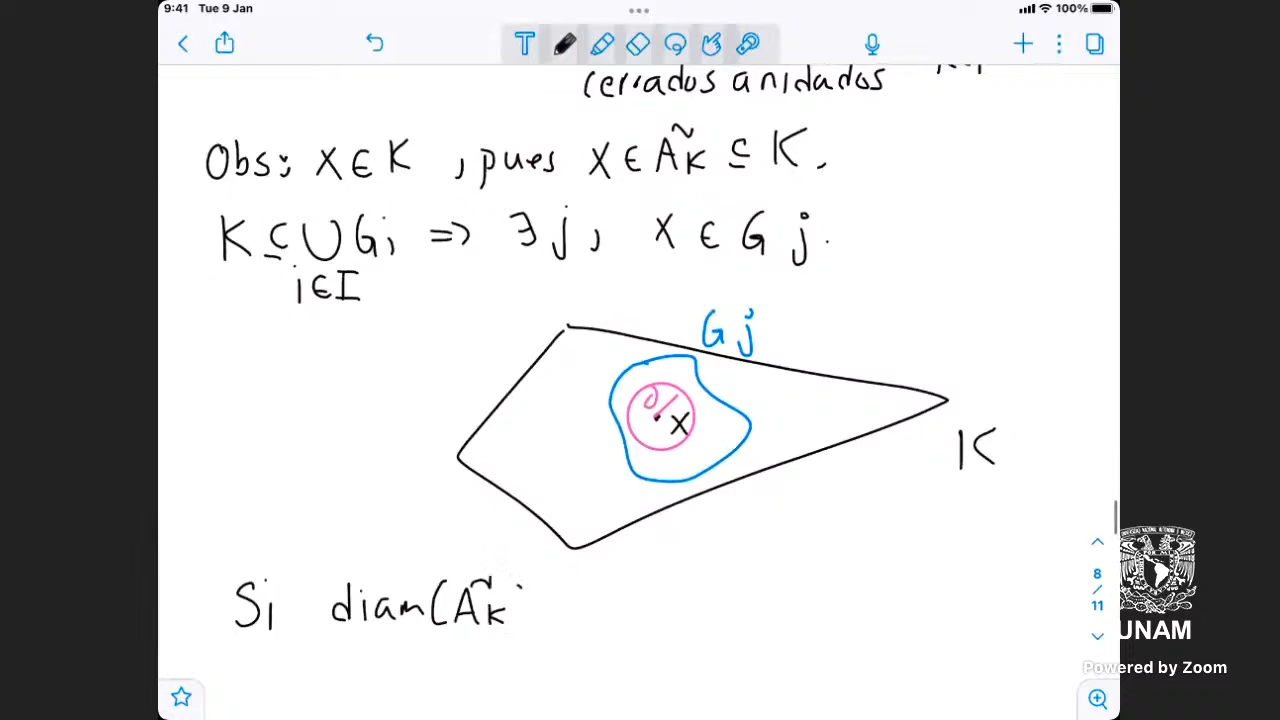 9:41 Tue 9 Jan
100%
cerrados anidados
Obs: x ∈ K , pues x ∈ Ãk ⊆ K.
K ⊆ ⋃ Gi => ∃ j, x ∈ G j.
i ∈ I
G j
x
K
Si diam(Ãk
8
/
11
UNAM
Powered by Zoom